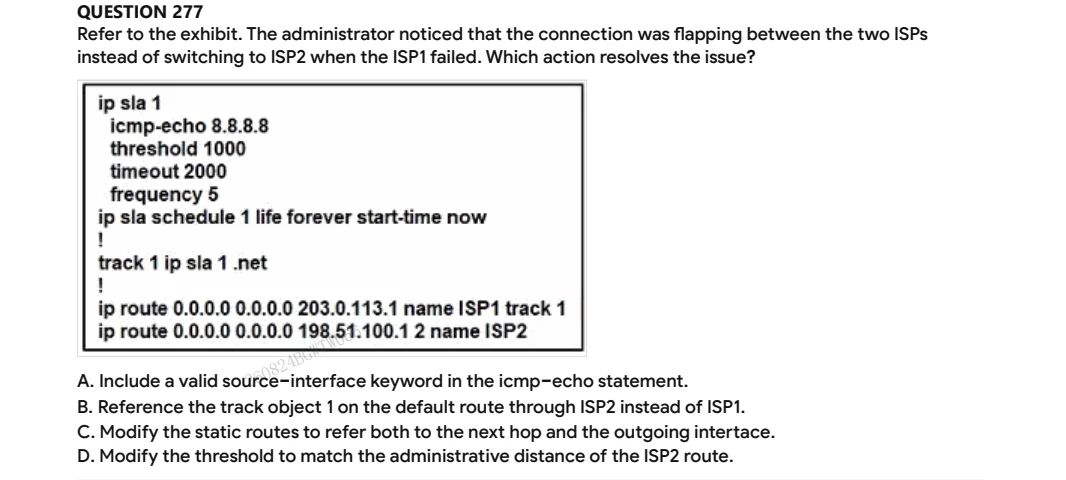 QUESTION 277
Refer to the exhibit. The administrator noticed that the connection was flapping between the two ISPs
instead of switching to ISP2 when the ISP1 failed. Which action resolves the issue?
ip sla 1
icmp-echo 8.8.8.8
threshold 1000
timeout 2000
frequency 5
ip sla schedule 1 life forever start-time now
!
track 1 ip sla 1 .net
!
ip route 0.0.0.0 0.0.0.0 203.0.113.1 name ISP1 track 1
ip route 0.0.0.0 0.0.0.0 198.51.100.1 2 name ISP2
A. Include a valid source-interface keyword in the icmp-echo statement.
B. Reference the track object 1 on the default route through ISP2 instead of ISP1.
C. Modify the static routes to refer both to the next hop and the outgoing intertace.
D. Modify the threshold to match the administrative distance of the ISP2 route.